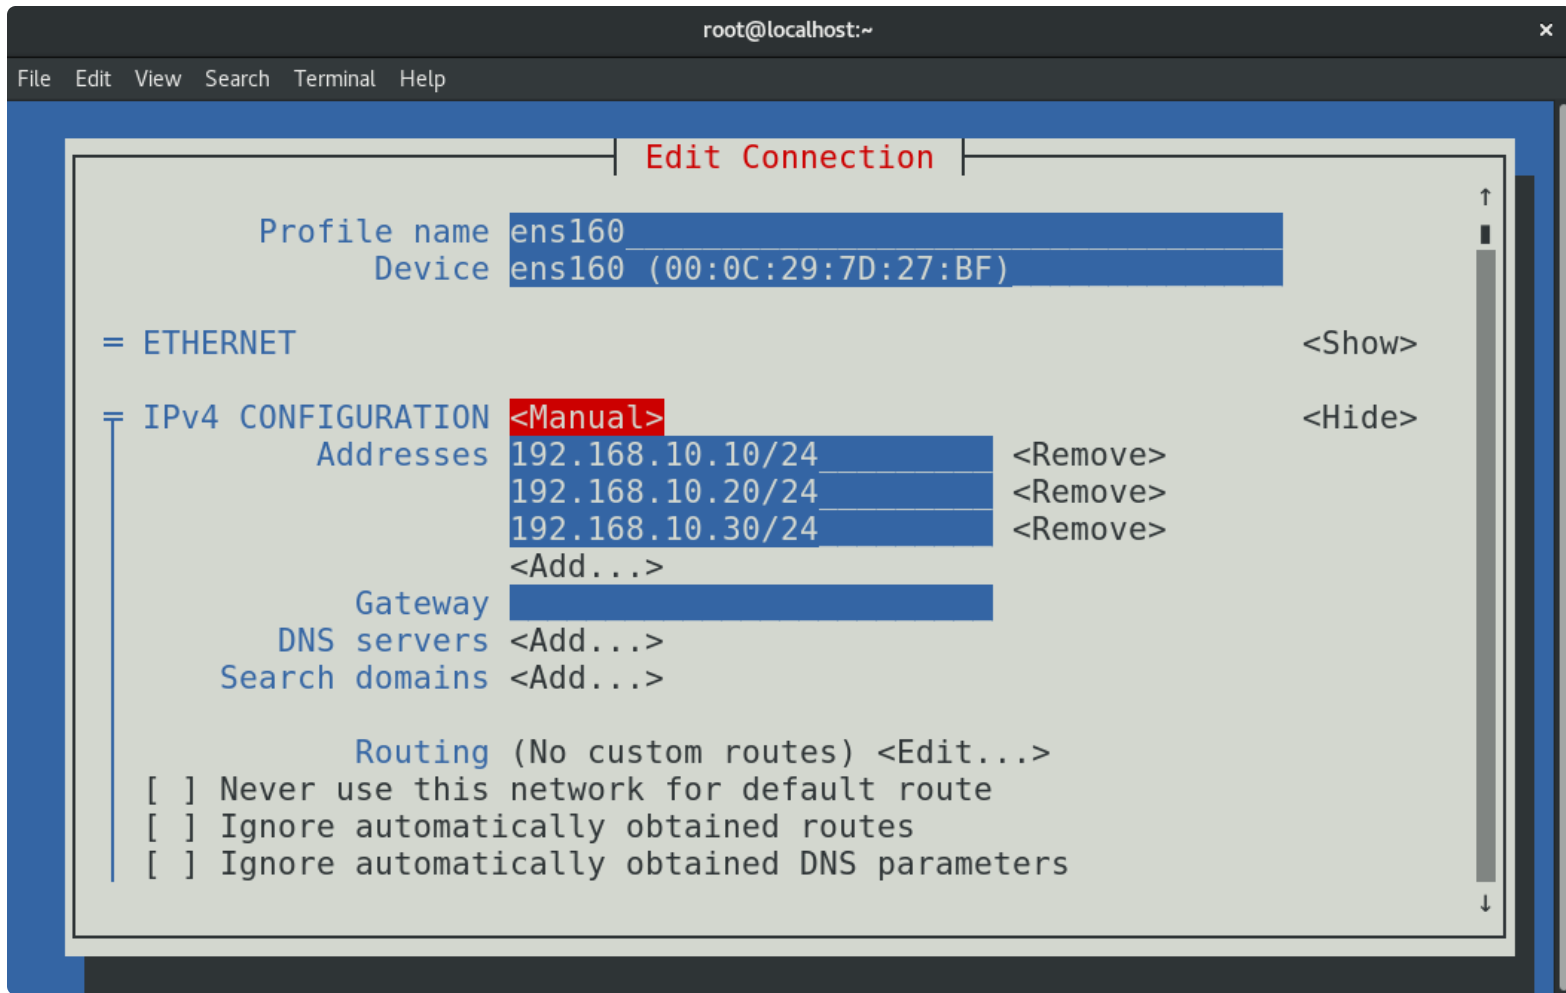 root@localhost:~ ×
File Edit View Search Terminal Help
Edit Connection
Profile name ens160
Device ens160 (00:0C:29:7D:27:BF)
= ETHERNET <Show>
= IPv4 CONFIGURATION <Manual> <Hide>
Addresses 192.168.10.10/24 <Remove>
192.168.10.20/24 <Remove>
192.168.10.30/24 <Remove>
<Add...>
Gateway
DNS servers <Add...>
Search domains <Add...>
Routing (No custom routes) <Edit...>
[ ] Never use this network for default route
[ ] Ignore automatically obtained routes
[ ] Ignore automatically obtained DNS parameters